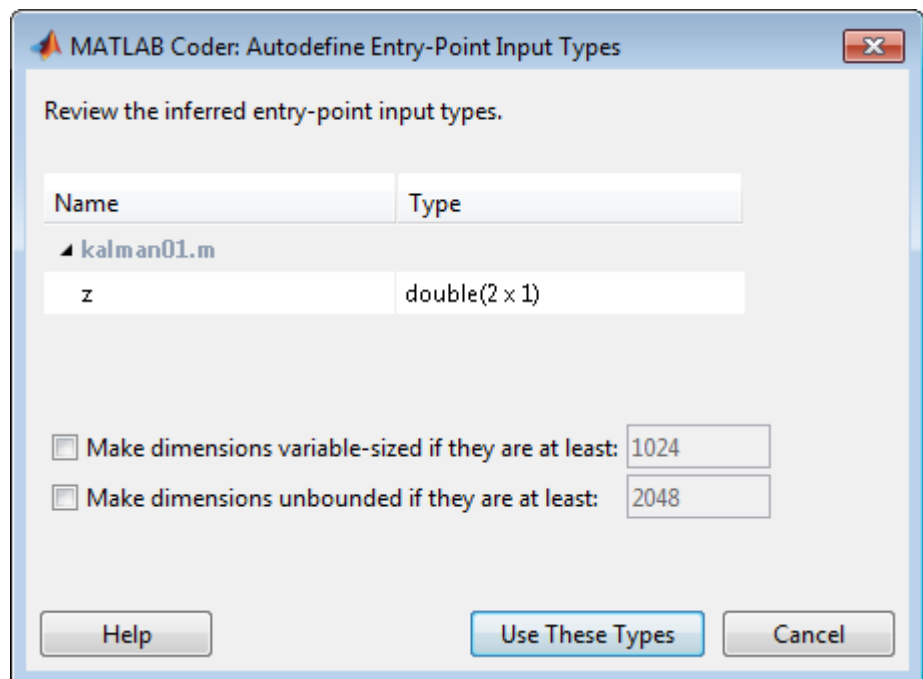 MATLAB Coder: Autodefine Entry-Point Input Types
Review the inferred entry-point input types.
Name Type
kalman01.m
z double(2 x 1)
Make dimensions variable-sized if they are at least: 1024
Make dimensions unbounded if they are at least: 2048
Help Use These Types Cancel